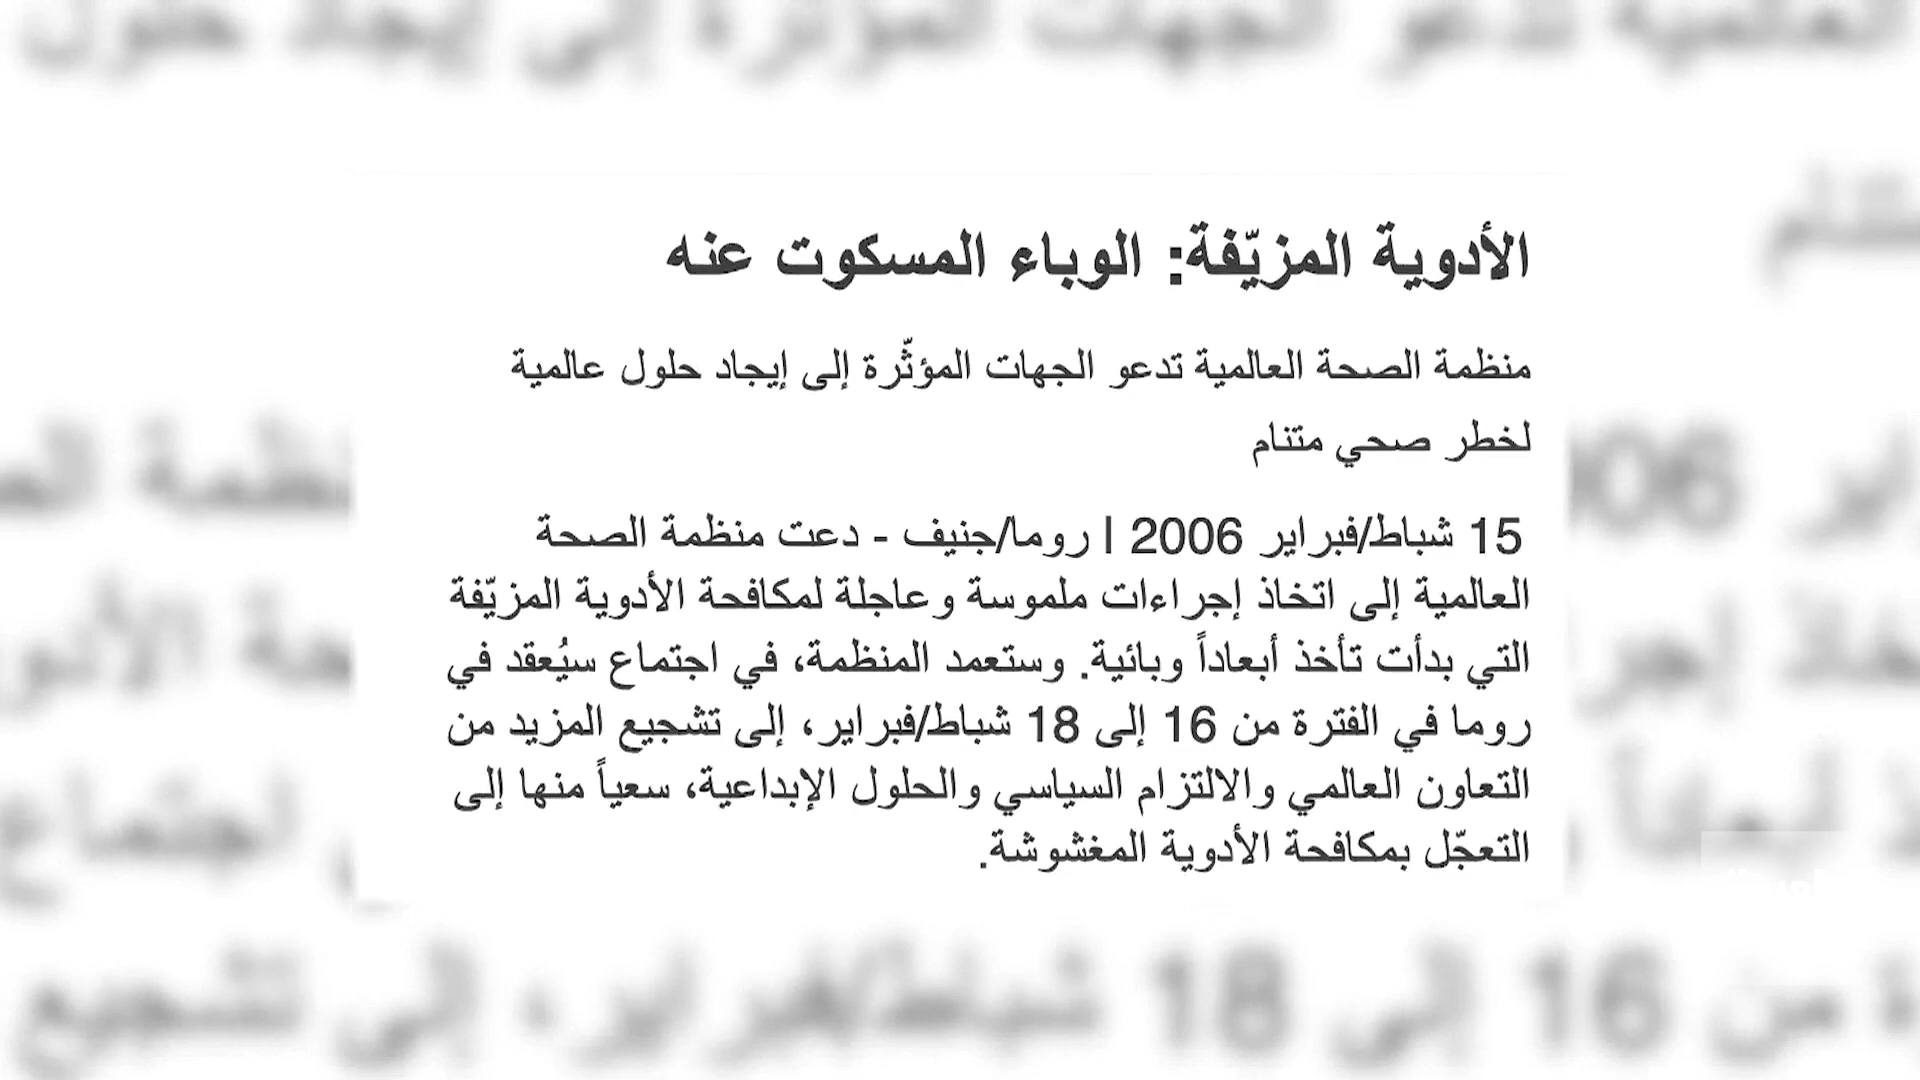 الأدوية المزيّفة: الوباء المسكوت عنه
منظمة الصحة العالمية تدعو الجهات المؤثّرة إلى إيجاد حلول عالمية
لخطر صحي متنام
15 شباط/فبراير 2006 | روما/جنيف - دعت منظمة الصحة
العالمية إلى اتخاذ إجراءات ملموسة وعاجلة لمكافحة الأدوية المزيّفة
التي بدأت تأخذ أبعاداً وبائية. وستعمد المنظمة، في اجتماع سيُعقد في
روما في الفترة من 16 إلى 18 شباط/فبراير، إلى تشجيع المزيد من
التعاون العالمي والالتزام السياسي والحلول الإبداعية، سعياً منها إلى
التعجّل بمكافحة الأدوية المغشوشة.